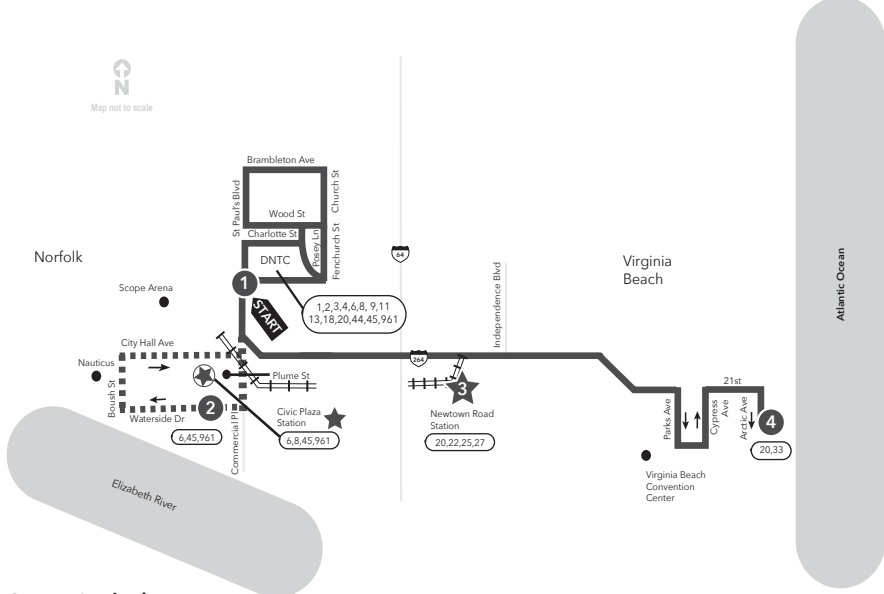 N
Map not to scale
Brambleton Ave
St Paul's Blvd
Church St
Wood St
Charlotte St
Posey Ln
Fenchurch St
DNTC
Norfolk
64
Virginia
Beach
Atlantic Ocean
1
START
1,2,3,4,6,8, 9,11
13,18,20,44,45,961
Independence Blvd
Scope Arena
City Hall Ave
264
Nauticus
Plume St
Boush St
2
Waterside Dr
6,45,961
Commercial Pl
Civic Plaza
Station
6,8,45,961
3
Newtown Road
Station
20,22,25,27
21st
Parks Ave
Cypress
Ave
Arctic Ave
4
20,33
Virginia Beach
Convention
Center
Elizabeth River